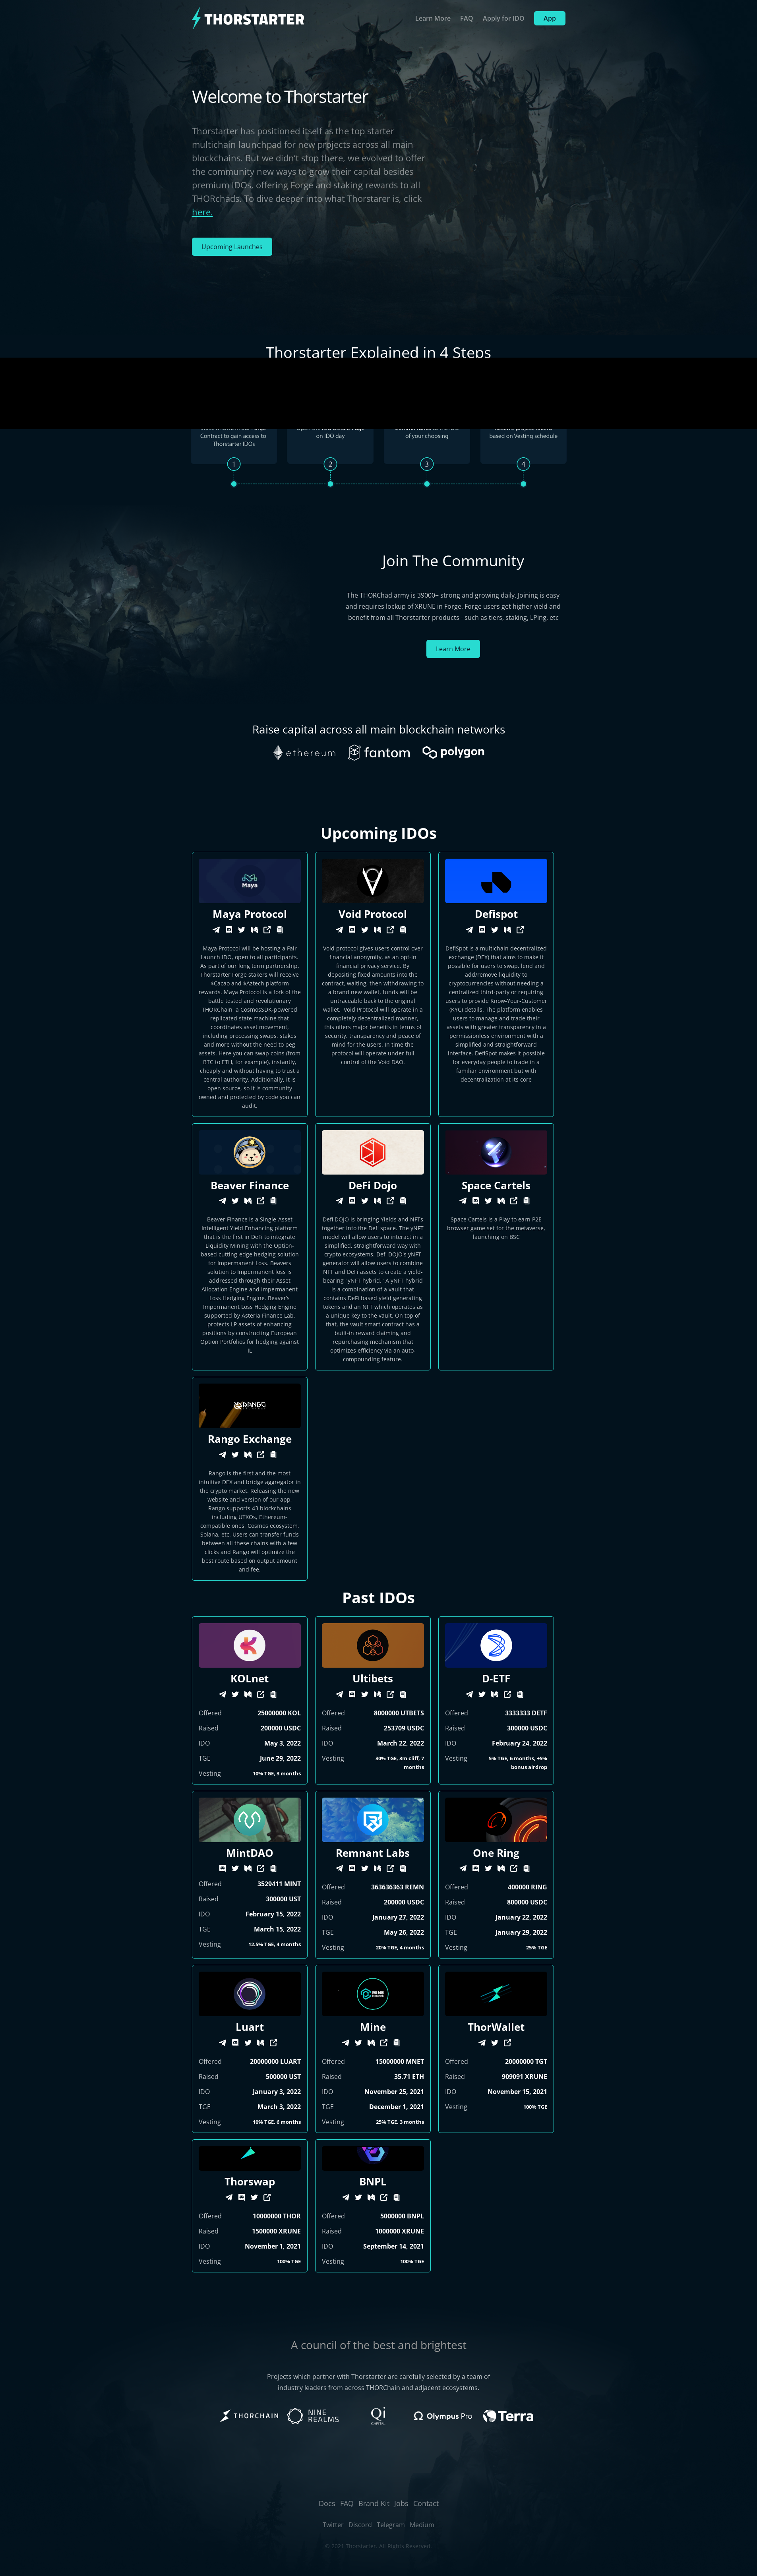 THORSTARTER
Learn More FAQ Apply for IDO App
Welcome to Thorstarter
Thorstarter has positioned itself as the top starter
multichain launchpad for new projects across all main
blockchains. But we didn't stop there, we evolved to offer
the community new ways to grow their capital besides
premium IDOs, offering Forge and staking rewards to all
THORchads. To dive deeper into what Thorstarer is, click
here.
Upcoming Launches
Thorstarter Explained in 4 Steps
Contract to gain access to
Thorstarter IDOs
on IDO day
of your choosing
based on Vesting schedule
1 2 3 4
Join The Community
The THORChad army is 39000+ strong and growing daily. Joining is easy
and requires lockup of XRUNE in Forge. Forge users get higher yield and
benefit from all Thorstarter products - such as tiers, staking, LPing, etc
Learn More
Raise capital across all main blockchain networks
ethereum fantom polygon
Upcoming IDOs
Maya
Maya Protocol
Maya Protocol will be hosting a Fair
Launch IDO, open to all participants.
As part of our long term partnership,
Thorstarter Forge stakers will receive
$Cacao and $Aztech platform
rewards. Maya Protocol is a fork of the
battle tested and revolutionary
THORChain, a CosmosSDK-powered
replicated state machine that
coordinates asset movement,
including processing swaps, stakes
and more without the need to peg
assets. Here you can swap coins (from
BTC to ETH, for example), instantly,
cheaply and without having to trust a
central authority. Additionally, it is
open source, so it is community
owned and protected by code you can
audit.
Void Protocol
Void protocol gives users control over
financial anonymity, as an opt-in
financial privacy service. By
depositing fixed amounts into the
contract, waiting, then withdrawing to
a brand new wallet, funds will be
untraceable back to the original
wallet. Void Protocol will operate in a
completely decentralized manner,
this offers major benefits in terms of
security, transparency and peace of
mind for the users. in time the
protocol will operate under full
control of the Void DAO.
Defispot
DefiSpot is a multichain decentralized
exchange (DEX) that aims to make it
possible for users to swap, lend and
add/remove liquidity to
cryptocurrencies without needing a
centralized third-party or requiring
users to provide Know-Your-Customer
(KYC) details. The platform enables
users to manage and trade their
assets with greater transparency in a
permissionless environment with a
simplified and straightforward
interface. DefiSpot makes it possible
for everyday people to trade in a
familiar environment but with
decentralization at its core
Beaver Finance
Beaver Finance is a Single-Asset
Intelligent Yield Enhancing platform
that is the first in DeFi to integrate
Liquidity Mining with the Option-
based cutting-edge hedging solution
for Impermanent Loss. Beavers
solution to impermanent loss is
addressed through their Asset
Allocation Engine and Impermanent
Loss Hedging Engine. Beaver's
Impermanent Loss Hedging Engine
supported by Asteria Finance Lab,
protects LP assets of enhancing
positions by constructing European
Option Portfolios for hedging against
IL
DeFi Dojo
Defi DOJO is bringing Yields and NFTs
together into the Defi space. The yNFT
model will allow users to interact in a
simplified, straightforward way with
crypto ecosystems. Defi DOJO's yNFT
generator will allow users to combine
NFT and DeFi assets to create a yield-
bearing "yNFT hybrid." A yNFT hybrid
is a combination of a vault that
contains DeFi based yield generating
tokens and an NFT which operates as
a unique key to the vault. On top of
that, the vault smart contract has a
built-in reward claiming and
repurchasing mechanism that
optimizes efficiency via an auto-
compounding feature.
Space Cartels
Space Cartels is a Play to earn P2E
browser game set for the metaverse.
launching on BSC
RANGO
Rango Exchange
Rango is the first and the most
intuitive DEX and bridge aggregator in
the crypto market. Releasing the new
website and version of our app.
Rango supports 43 blockchains
including UTXOs, Ethereum-
compatible ones, Cosmos ecosystem,
Solana, etc. Users can transfer funds
between all these chains with a few
clicks and Rango will optimize the
best route based on output amount
and fee.
Past IDOs
KOLnet
Offered 25000000 KOL
Raised 200000 USDC
IDO May 3, 2022
TGE June 29, 2022
Vesting 10% TGE, 3 months
Ultibets
Offered 8000000 UTBETS
Raised 253709 USDC
IDO March 22, 2022
Vesting 30% TGE, 3m cliff, 7
months
D-ETF
Offered 3333333 DETF
Raised 300000 USDC
IDO February 24, 2022
Vesting 5% TGE, 6 months, +5%
bonus airdrop
MintDAO
Offered 3529411 MINT
Raised 300000 UST
IDO February 15, 2022
TGE March 15, 2022
Vesting 12.5% TGE, 4 months
Remnant Labs
Offered 363636363 REMN
Raised 200000 USDC
IDO January 27, 2022
TGE May 26, 2022
Vesting 20% TGE, 4 months
One Ring
Offered 400000 RING
Raised 800000 USDC
IDO January 22, 2022
TGE January 29, 2022
Vesting 25% TGE
Luart
Offered 20000000 LUART
Raised 500000 UST
IDO January 3, 2022
TGE March 3, 2022
Vesting 10% TGE, 6 months
MINE
Mine
Offered 15000000 MNET
Raised 35.71 ETH
IDO November 25, 2021
TGE December 1, 2021
Vesting 25% TGE, 3 months
ThorWallet
Offered 20000000 TGT
Raised 909091 XRUNE
IDO November 15, 2021
Vesting 100% TGE
Thorswap
Offered 10000000 THOR
Raised 1500000 XRUNE
IDO November 1, 2021
Vesting 100% TGE
BNPL
Offered 5000000 BNPL
Raised 1000000 XRUNE
IDO September 14, 2021
Vesting 100% TGE
A council of the best and brightest
Projects which partner with Thorstarter are carefully selected by a team of
industry leaders from across THORChain and adjacent ecosystems.
THORCHAIN NINE REALMS Qi CAPITAL Olympus Pro Terra
Docs FAQ Brand Kit Jobs Contact
Twitter Discord Telegram Medium
© 2021 Thorstarter. All Rights Reserved.